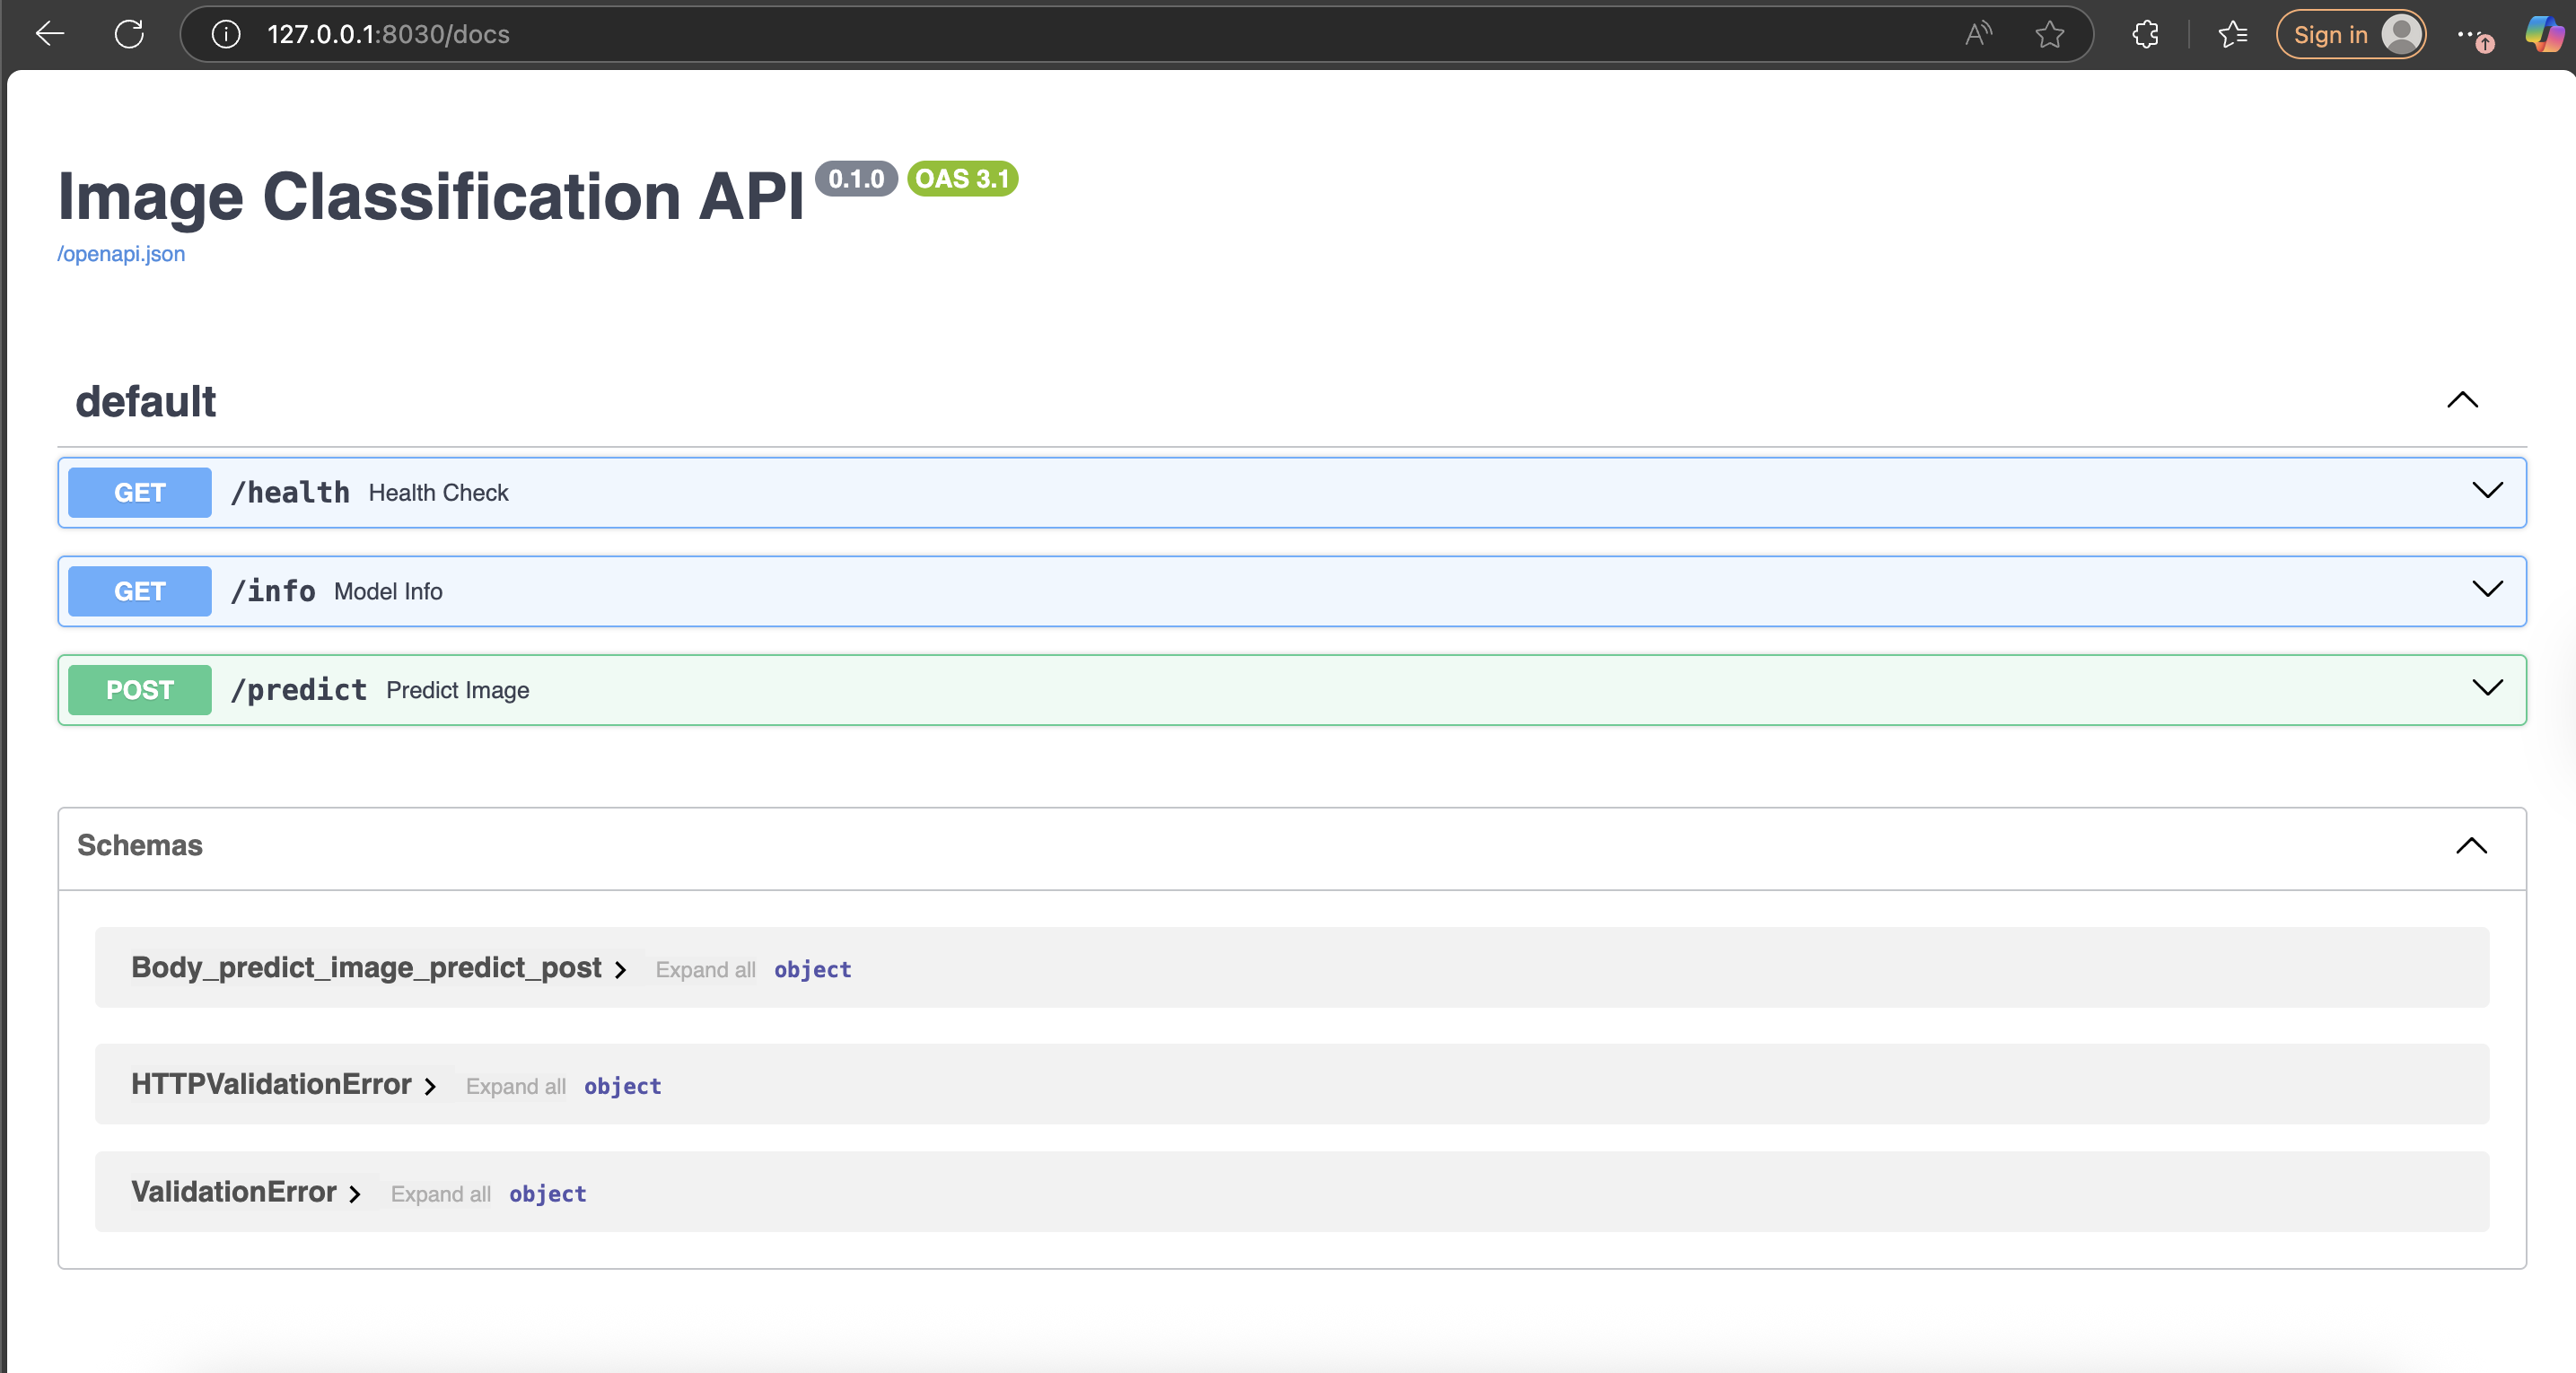 127.0.0.1:8030/docs
Sign in
Image Classification API 0.1.0 OAS 3.1
/openapi.json
default
GET /health Health Check
GET /info Model Info
POST /predict Predict Image
Schemas
Body_predict_image_predict_post Expand all object
HTTPValidationError Expand all object
ValidationError Expand all object